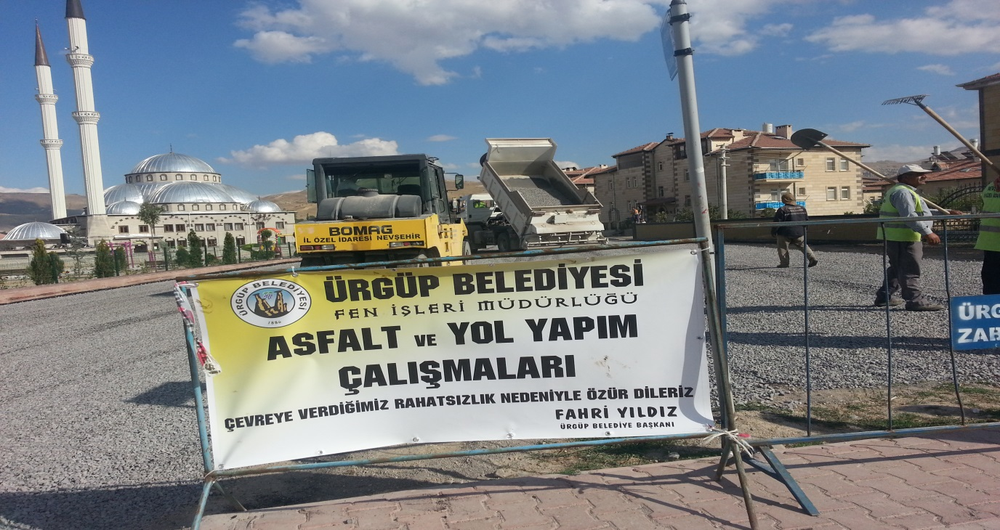 BOMAG
İL ÖZEL İDARESİ NEVŞEHİR
ÜRGÜP BELEDİYESİ
1886
ÜRGÜP BELEDİYESİ
FEN İŞLERİ MÜDÜRLÜĞÜ
ASFALT VE YOL YAPIM
ÇALIŞMALARI
ÇEVREYE VERDİĞİMİZ RAHATSIZLIK NEDENİYLE ÖZÜR DİLERİZ
FAHRİ YILDIZ
ÜRGÜP BELEDİYE BAŞKANI
ÜRG
ZAB